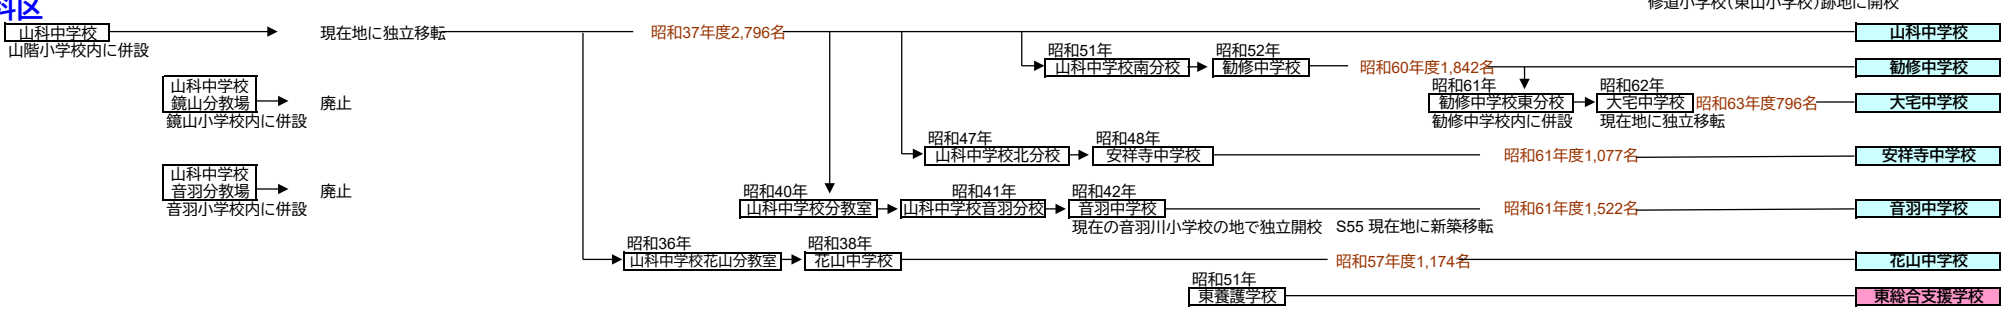 科区
修道小学校（東山小学校）跡地に開校
山科中学校
現在地に独立移転
昭和37年度2,796名
山科中学校
山階小学校内に併設
昭和51年
昭和52年
山科中学校南分校
勧修中学校
昭和60年度1,842名
勧修中学校
山科中学校
鏡山分教場
廃止
鏡山小学校内に併設
昭和61年
昭和62年
勧修中学校東分校
大宅中学校
昭和63年度796名
大宅中学校
勧修中学校内に併設
現在地に独立移転
昭和47年
昭和48年
山科中学校北分校
安祥寺中学校
昭和61年度1,077名
安祥寺中学校
山科中学校
音羽分教場
廃止
音羽小学校内に併設
昭和40年
昭和41年
昭和42年
山科中学校分教室
山科中学校音羽分校
音羽中学校
昭和61年度1,522名
音羽中学校
現在の音羽川小学校の地で独立開校
S55 現在地に新築移転
昭和36年
昭和38年
山科中学校花山分教室
花山中学校
昭和57年度1,174名
花山中学校
昭和51年
東養護学校
東総合支援学校